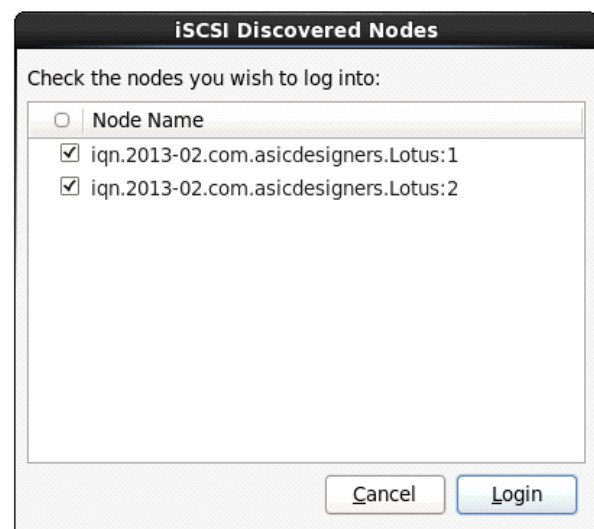 iSCSI Discovered Nodes
Check the nodes you wish to log into:
Node Name
iqn.2013-02.com.asicdesigners.Lotus:1
iqn.2013-02.com.asicdesigners.Lotus:2
Cancel Login